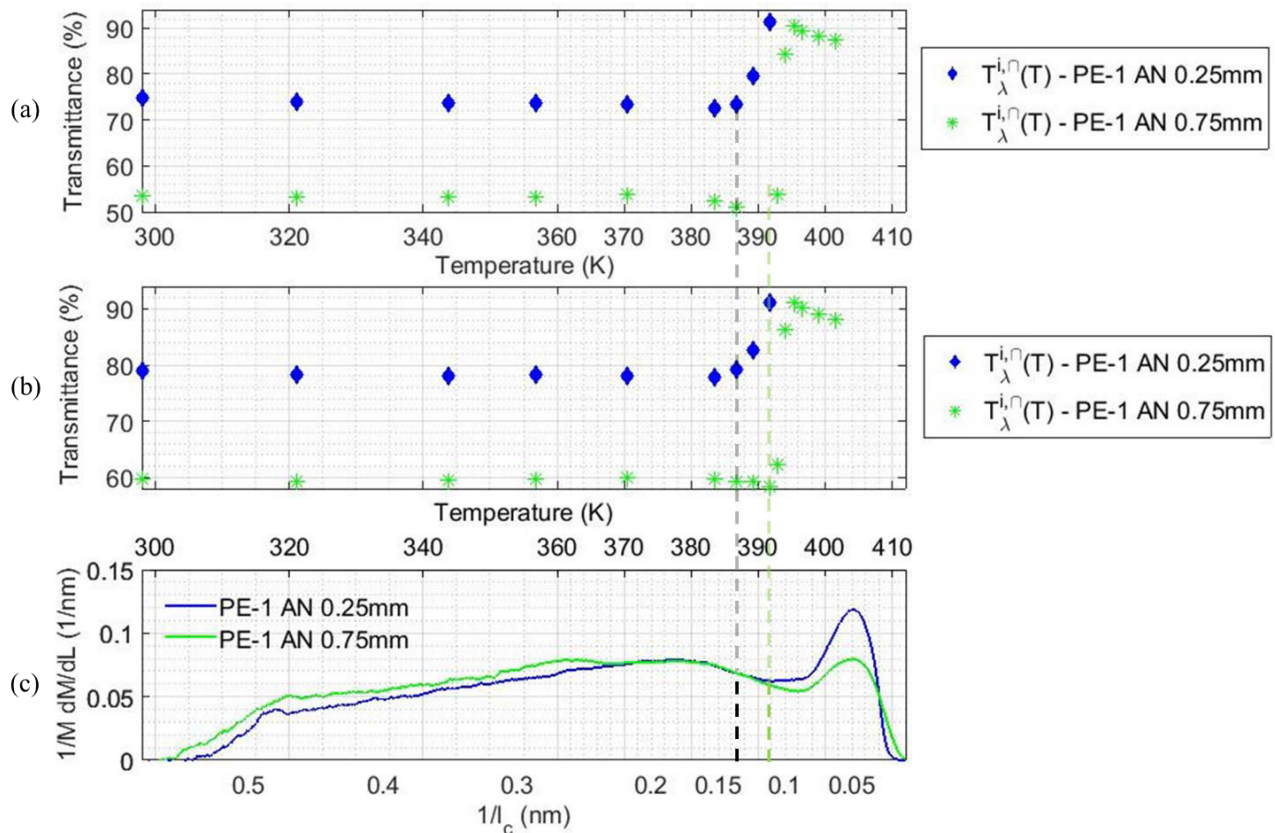 (a)
Transmittance (%)
90
80
70
60
50
300 320 340 360 370 380 390 400 410
Temperature (K)
T_λ^{i,∩}(T) - PE-1 AN 0.25mm
T_λ^{i,∩}(T) - PE-1 AN 0.75mm
(b)
Transmittance (%)
90
80
70
60
Temperature (K)
T_λ^{i,∩}(T) - PE-1 AN 0.25mm
T_λ^{i,∩}(T) - PE-1 AN 0.75mm
300 320 340 360 370 380 390 400 410
(c)
1/M dM/dL (1/nm)
0.15
0.1
0.05
0
PE-1 AN 0.25mm
PE-1 AN 0.75mm
0.5 0.4 0.3 0.2 0.15 0.1 0.05
1/l_c (nm)